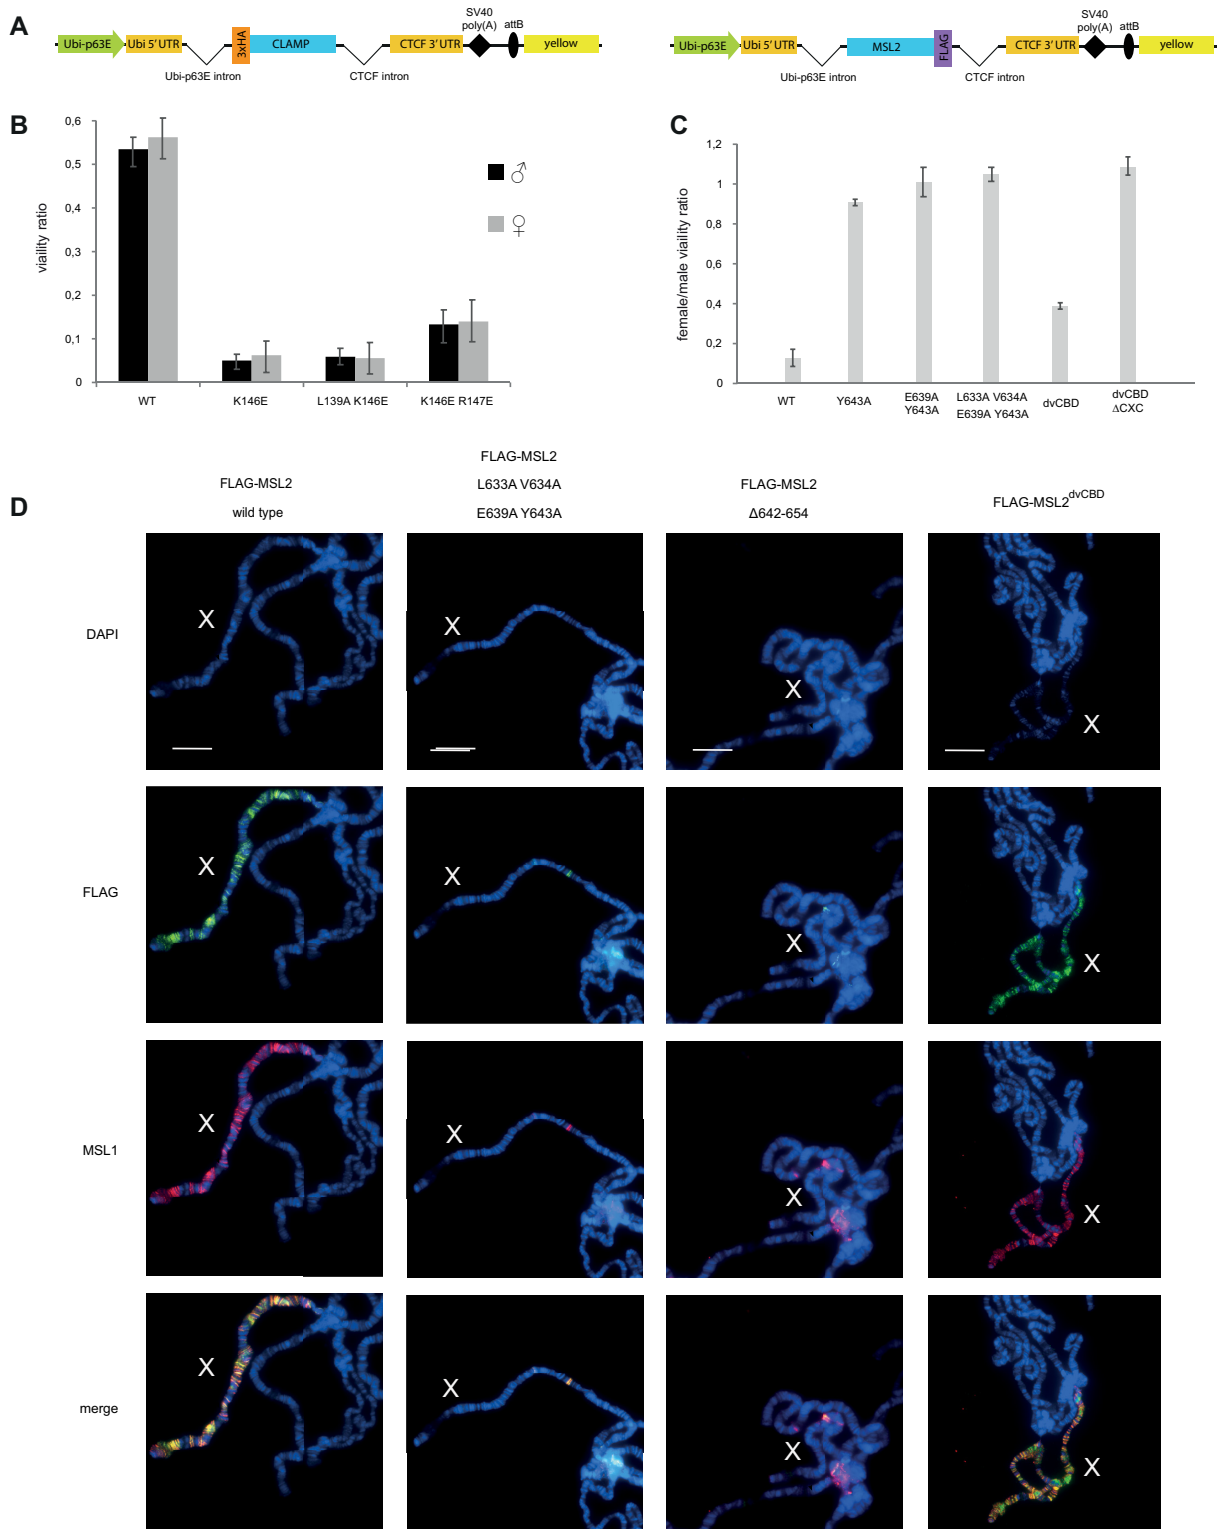 A
Ubi-p63E
Ubi 5' UTR
3xHA
CLAMP
CTCF 3' UTR
SV40
poly(A)
attB
yellow
Ubi-p63E intron
CTCF intron
Ubi-p63E
Ubi 5' UTR
MSL2
FLAG
CTCF 3' UTR
SV40
poly(A)
attB
yellow
Ubi-p63E intron
CTCF intron
B
viaility ratio
0,6
0,5
0,4
0,3
0,2
0,1
0
WT
K146E
L139A K146E
K146E R147E
♂
♀
C
female/male viaility ratio
1,2
1
0,8
0,6
0,4
0,2
0
WT
Y643A
E639A
Y643A
L633A V634A
E639A Y643A
dvCBD
dvCBD
ΔCXC
D
FLAG-MSL2
wild type
FLAG-MSL2
L633A V634A
E639A Y643A
FLAG-MSL2
Δ642-654
FLAG-MSL2dvCBD
DAPI
X
X
X
X
FLAG
X
X
X
X
MSL1
X
X
X
X
merge
X
X
X
X